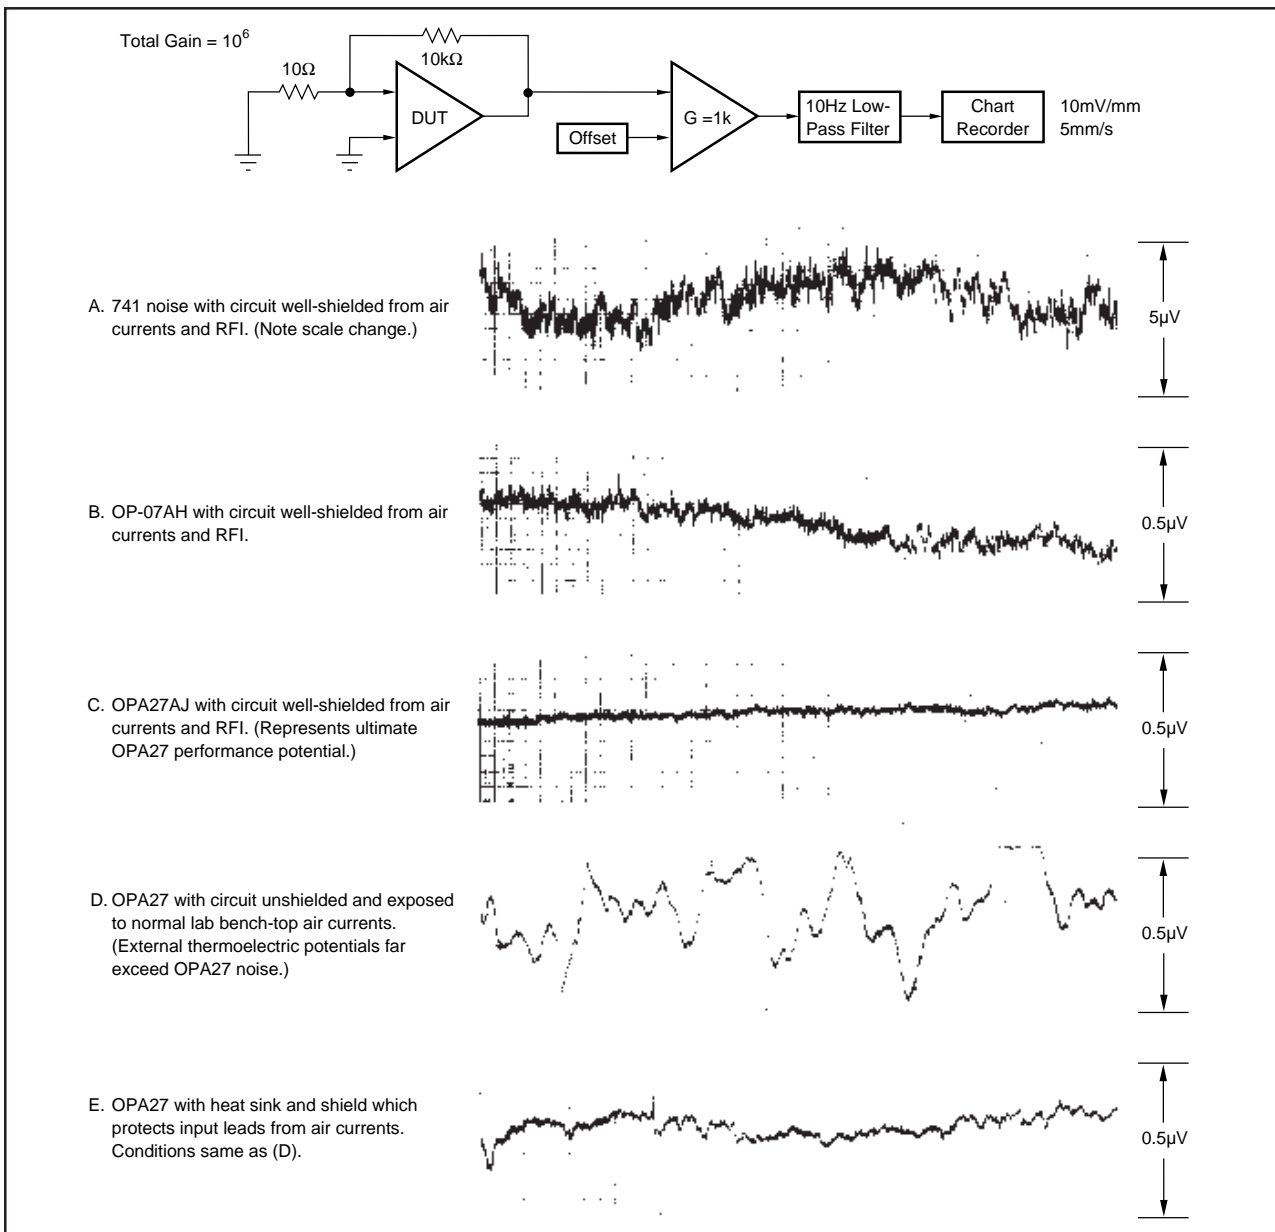 Total Gain = 10⁶
10Ω
10kΩ
DUT
Offset
G =1k
10Hz Low-
Pass Filter
Chart
Recorder
10mV/mm
5mm/s
A. 741 noise with circuit well-shielded from air
currents and RFI. (Note scale change.)
5µV
B. OP-07AH with circuit well-shielded from air
currents and RFI.
0.5µV
C. OPA27AJ with circuit well-shielded from air
currents and RFI. (Represents ultimate
OPA27 performance potential.)
0.5µV
D. OPA27 with circuit unshielded and exposed
to normal lab bench-top air currents.
(External thermoelectric potentials far
exceed OPA27 noise.)
0.5µV
E. OPA27 with heat sink and shield which
protects input leads from air currents.
Conditions same as (D).
0.5µV